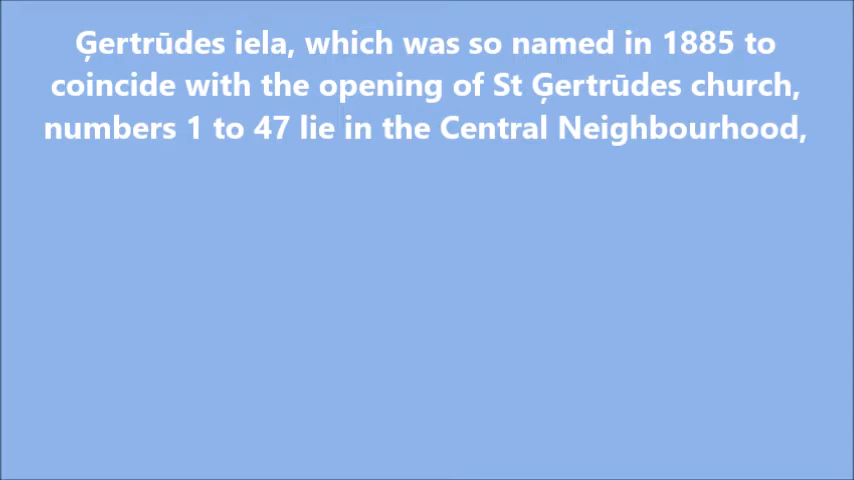 Ģertrūdes iela, which was so named in 1885 to
coincide with the opening of St Ģertrūdes church,
numbers 1 to 47 lie in the Central Neighbourhood,